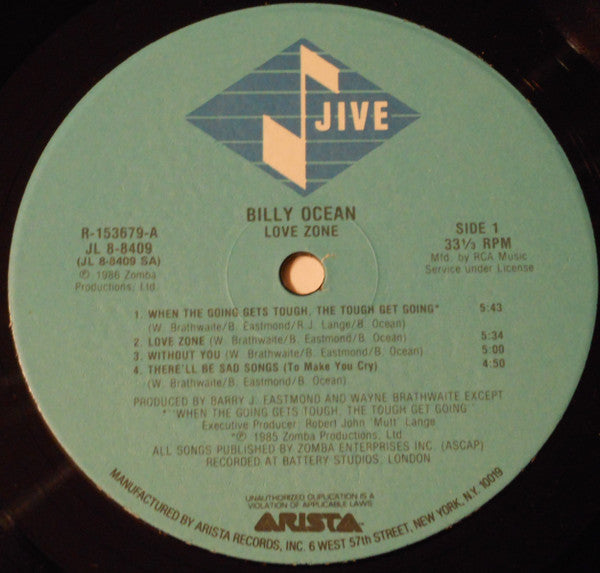 JIVE
BILLY OCEAN
LOVE ZONE
R-153679-A
JL 8-8409
(JL 8-8409 SA)
℗ 1986 Zomba
Productions, Ltd.
SIDE 1
33⅓ RPM
Mfd. by RCA Music
Service under License
1 WHEN THE GOING GETS TOUGH, THE TOUGH GET GOING* 5:43
(W. Brathwaite/B. Eastmond/R.J. Lange/B. Ocean)
2. LOVE ZONE (W. Brathwaite/B. Eastmond/B. Ocean) 5:34
3. WITHOUT YOU (W. Brathwaite/B. Eastmond/B. Ocean) 5:00
4. THERE'LL BE SAD SONGS (To Make You Cry) 4:50
(W. Brathwaite/B. Eastmond/B. Ocean)
PRODUCED BY BARRY J. EASTMOND AND WAYNE BRATHWAITE EXCEPT
* "WHEN THE GOING GETS TOUGH, THE TOUGH GET GOING"
Executive Producer: Robert John "Mutt" Lange
*℗ 1985 Zomba Productions, Ltd
ALL SONGS PUBLISHED BY ZOMBA ENTERPRISES INC. (ASCAP)
RECORDED AT BATTERY STUDIOS, LONDON
UNAUTHORIZED DUPLICATION IS A
VIOLATION OF APPLICABLE LAWS
ARISTA
MANUFACTURED BY ARISTA RECORDS, INC. 6 WEST 57th STREET, NEW YORK, N.Y. 10019